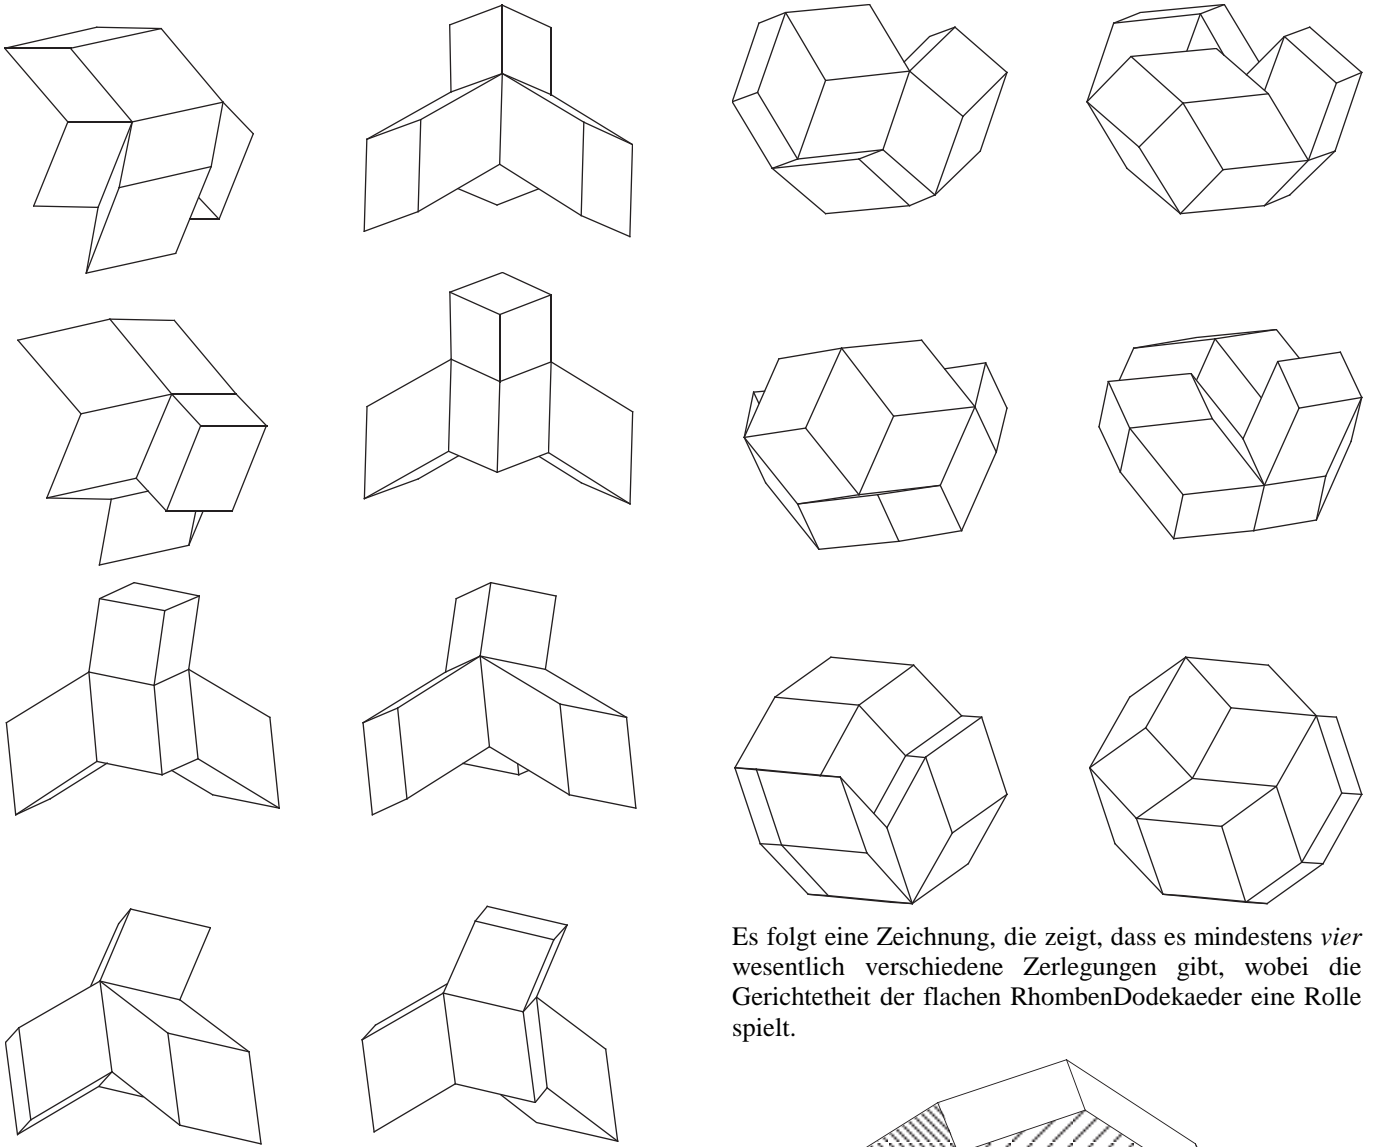 Es folgt eine Zeichnung, die zeigt, dass es mindestens vier
wesentlich verschiedene Zerlegungen gibt, wobei die
Gerichtetheit der flachen RhombenDodekaeder eine Rolle
spielt.